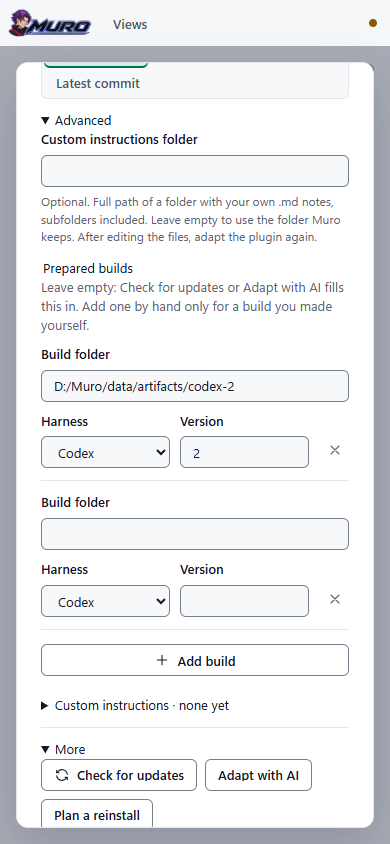 MURO
Views
Latest commit
Advanced
Custom instructions folder
Optional. Full path of a folder with your own .md notes,
subfolders included. Leave empty to use the folder Muro
keeps. After editing the files, adapt the plugin again.
Prepared builds
Leave empty: Check for updates or Adapt with AI fills
this in. Add one by hand only for a build you made
yourself.
Build folder
D:/Muro/data/artifacts/codex-2
Harness Version
Codex 2
Build folder
Harness Version
Codex
Add build
Custom instructions · none yet
More
Check for updates Adapt with AI
Plan a reinstall